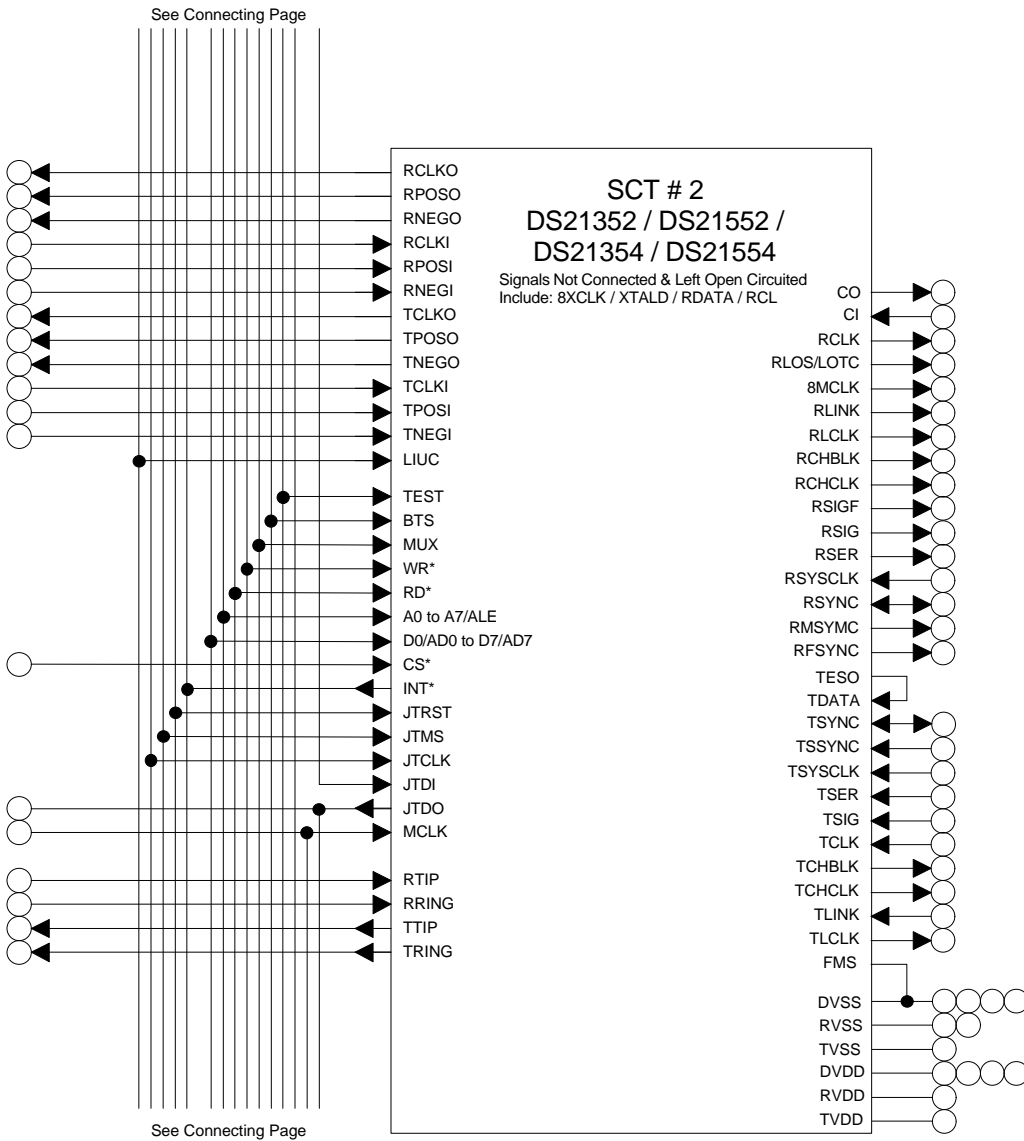 See Connecting Page
SCT # 2
DS21352 / DS21552 /
DS21354 / DS21554
Signals Not Connected & Left Open Circuited
Include: 8XCLK / XTALD / RDATA / RCL
RCLKO
RPOSO
RNEGO
RCLKI
RPOSI
RNEGI
TCLKO
TPOSO
TNEGO
TCLKI
TPOSI
TNEGI
LIUC
TEST
BTS
MUX
WR*
RD*
A0 to A7/ALE
D0/AD0 to D7/AD7
CS*
INT*
JTRST
JTMS
JTCLK
JTDI
JTDO
MCLK
RTIP
RRING
TTIP
TRING
CO
CI
RCLK
RLOS/LOTC
8MCLK
RLINK
RLCLK
RCHBLK
RCHCLK
RSIGF
RSIG
RSER
RSYSCLK
RSYNC
RMSYMC
RFSYNC
TESO
TDATA
TSYNC
TSSYNC
TSYSCLK
TSER
TSIG
TCLK
TCHBLK
TCHCLK
TLINK
TLCLK
FMS
DVSS
RVSS
TVSS
DVDD
RVDD
TVDD
See Connecting Page